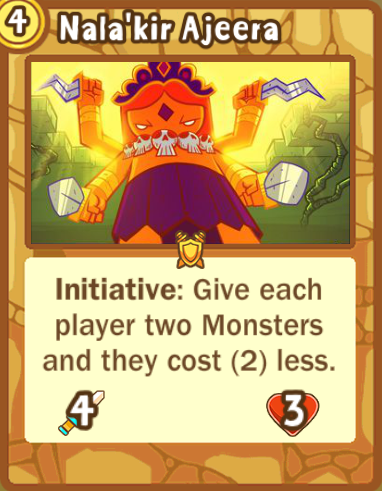 4 Nala'kir Ajeera
Initiative: Give each
player two Monsters
and they cost (2) less.
4 3